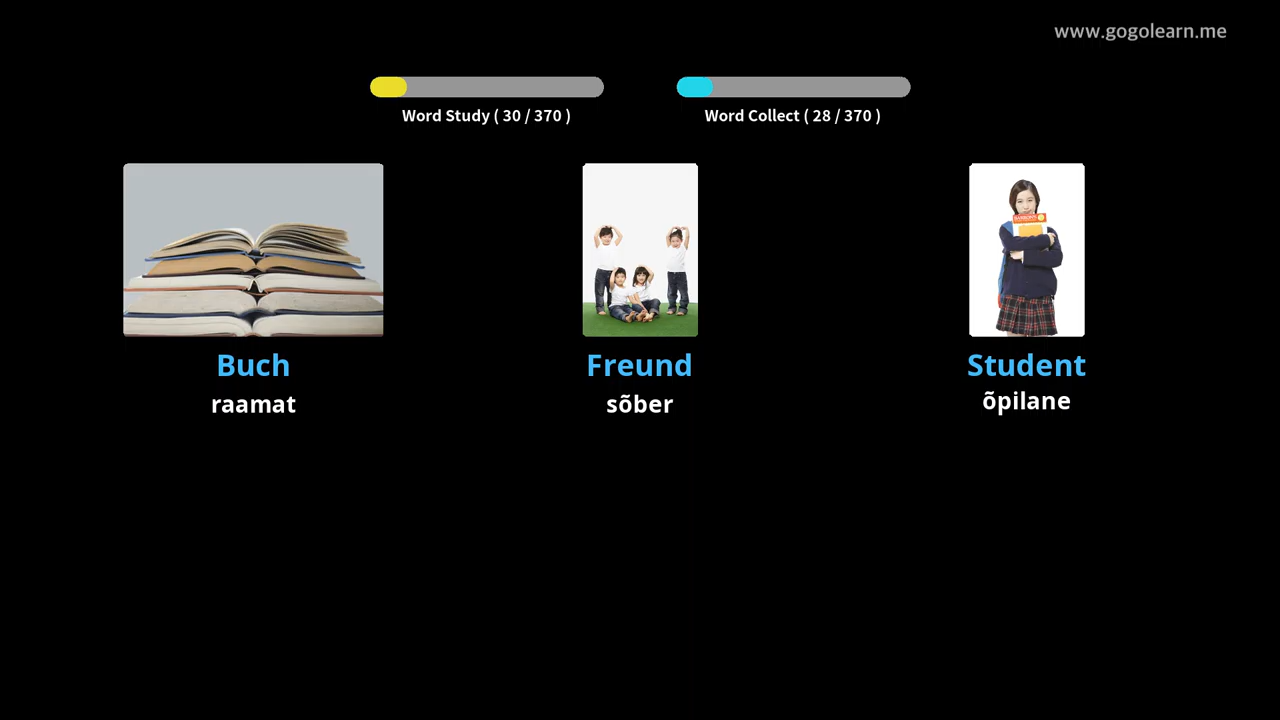 www.gogolearn.me
Word Study ( 30 / 370 )
Word Collect ( 28 / 370 )
Buch
raamat
Freund
sõber
Student
õpilane